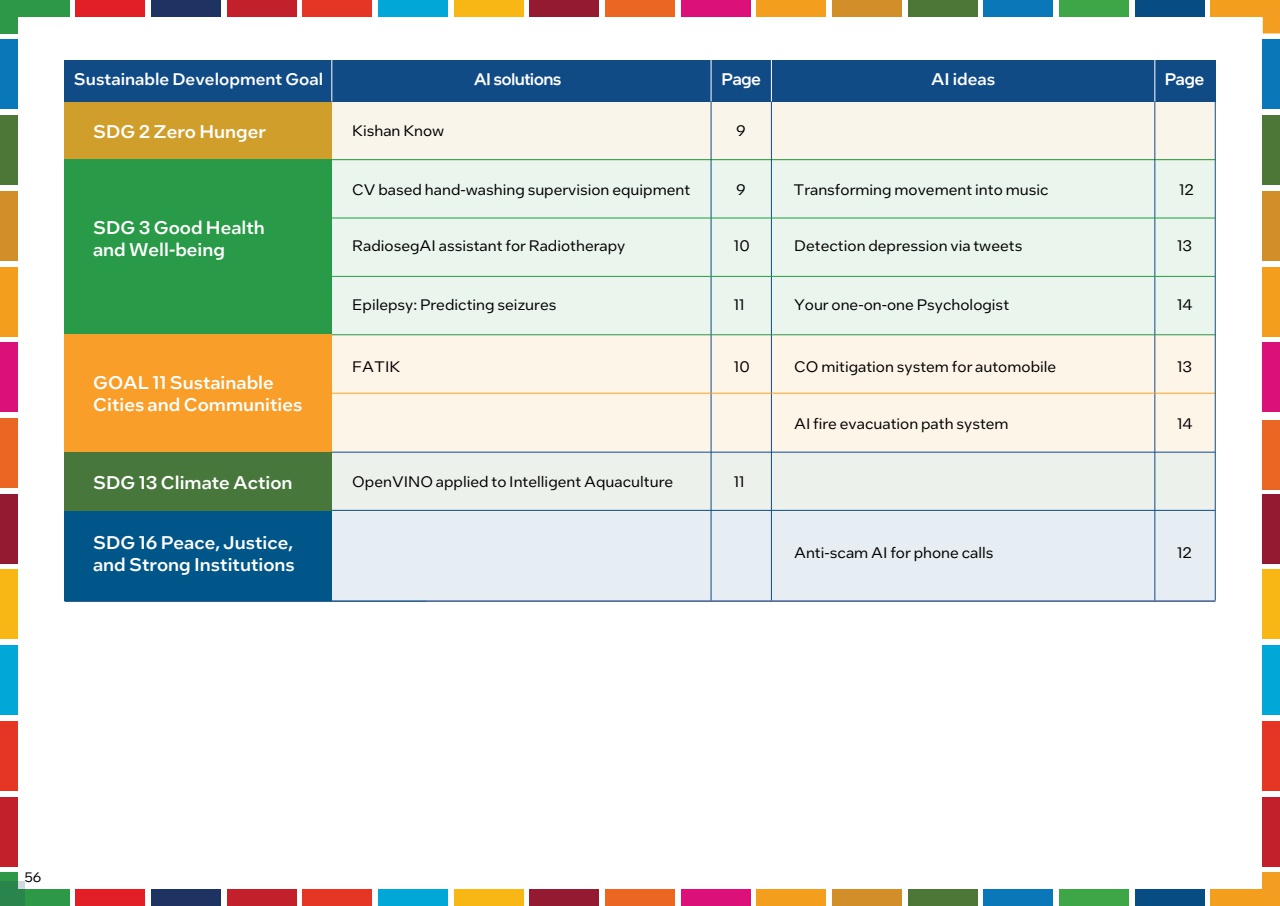 Sustainable Development Goal AI solutions Page AI ideas Page
SDG 2 Zero Hunger Kishan Know 9
SDG 3 Good Health
and Well-being
CV based hand-washing supervision equipment 9 Transforming movement into music 12
RadiosegAI assistant for Radiotherapy 10 Detection depression via tweets 13
Epilepsy: Predicting seizures 11 Your one-on-one Psychologist 14
GOAL 11 Sustainable
Cities and Communities
FATIK 10 CO mitigation system for automobile 13
AI fire evacuation path system 14
SDG 13 Climate Action OpenVINO applied to Intelligent Aquaculture 11
SDG 16 Peace, Justice,
and Strong Institutions
Anti-scam AI for phone calls 12
56